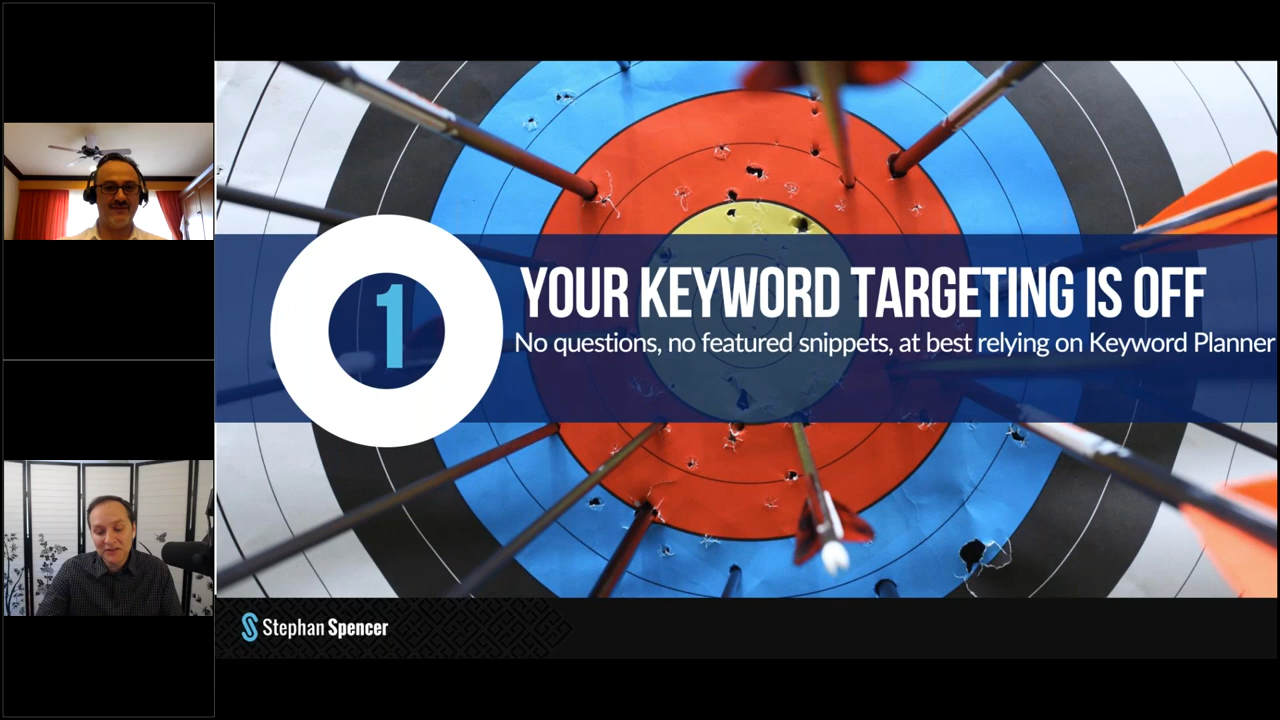 1
YOUR KEYWORD TARGETING IS OFF
No questions, no featured snippets, at best relying on Keyword Planner
Stephan Spencer